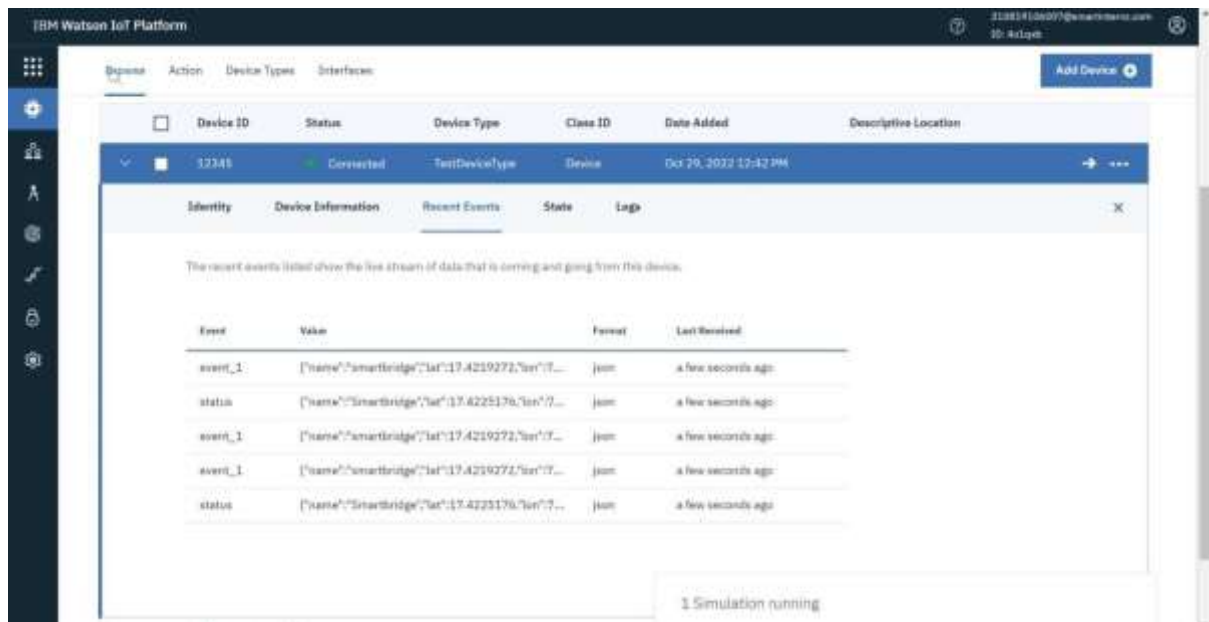 IBM Watson IoT Platform
Browse Action Device Types Interfaces
Add Device
Device ID Status Device Type Class ID Date Added Descriptive Location
12345 Connected TestDeviceType Device Oct 29, 2022 12:42 PM
Identity Device Information Recent Events State Logs
The recent events listed show the live stream of data that is coming and going from this device.
Event Value Format Last Received
event_1 {"name":"smartbridge","lat":17.4219272,"lon":7... json a few seconds ago
status {"name":"Smartbridge","lat":17.4225176,"lon":7... json a few seconds ago
event_1 {"name":"smartbridge","lat":17.4219272,"lon":7... json a few seconds ago
event_1 {"name":"smartbridge","lat":17.4219272,"lon":7... json a few seconds ago
status {"name":"Smartbridge","lat":17.4225176,"lon":7... json a few seconds ago
1 Simulation running